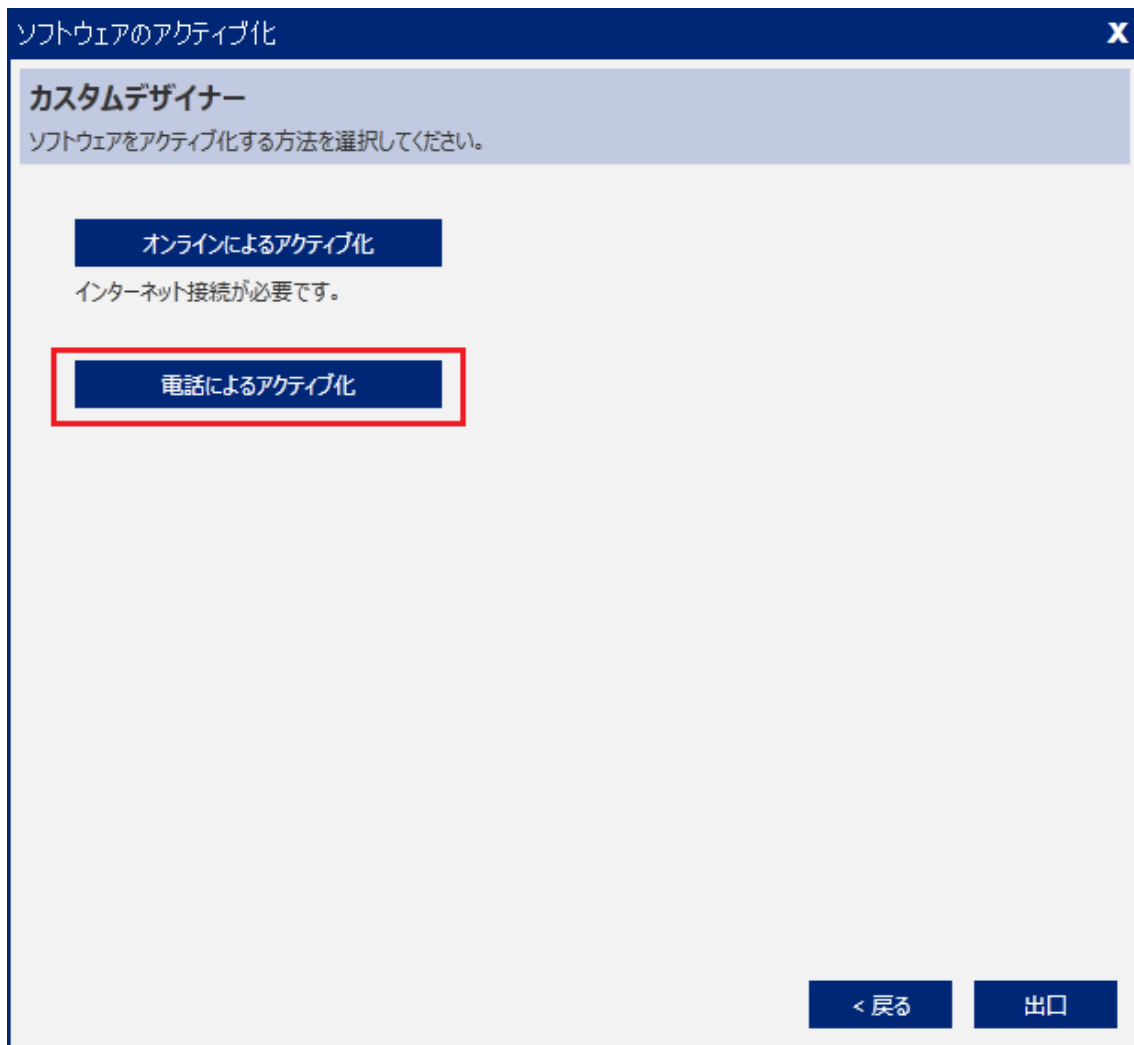 ソフトウェアのアクティブ化
X
カスタムデザイナー
ソフトウェアをアクティブ化する方法を選択してください。
オンラインによるアクティブ化
インターネット接続が必要です。
電話によるアクティブ化
< 戻る
出口